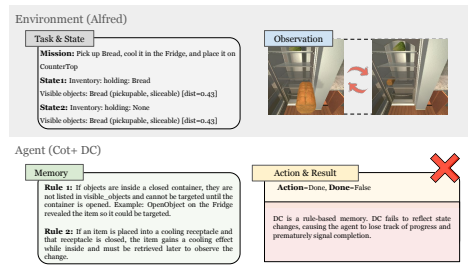 Environment (Alfred)
Task & State
Mission: Pick up Bread, cool it in the Fridge, and place it on
CounterTop
State1: Inventory: holding: Bread
Visible objects: Bread (pickupable, sliceable) [dist=0.43]
State2: Inventory: holding: None
Visible objects: Bread (pickupable, sliceable) [dist=0.43]
Observation
Agent (Cot+ DC)
Memory
Rule 1: If objects are inside a closed container, they are
not listed in visible_objects and cannot be targeted until the
container is opened. Example: OpenObject on the Fridge
revealed the item so it could be targeted.
Rule 2: If an item is placed into a cooling receptacle and
that receptacle is closed, the item gains a cooling effect
while inside and must be retrieved later to observe the
change.
Action & Result
Action=Done, Done=False
DC is a rule-based memory. DC fails to reflect state
changes, causing the agent to lose track of progress and
prematurely signal completion.